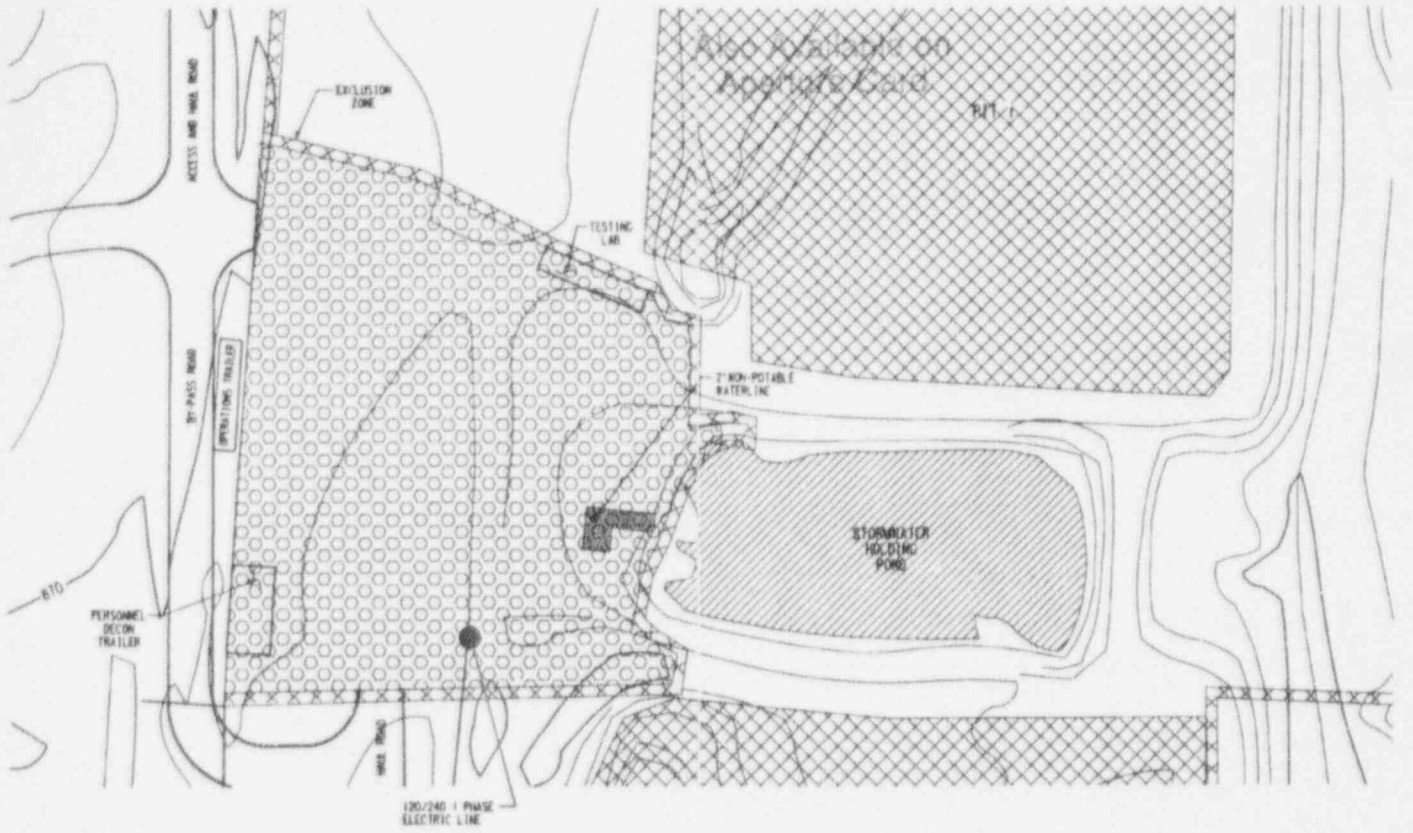 Also Available on
Aperture Card
EXCLUSION
ZONE
ACCESS AND HAUL ROAD
TESTING
LAB
BY-PASS ROAD
OPERATIONS TRAILER
2" NON-POTABLE
WATERLINE
STORMWATER
HOLDING
POND
870
PERSONNEL
DECON
TRAILER
HAUL ROAD
120/240 1 PHASE
ELECTRIC LINE